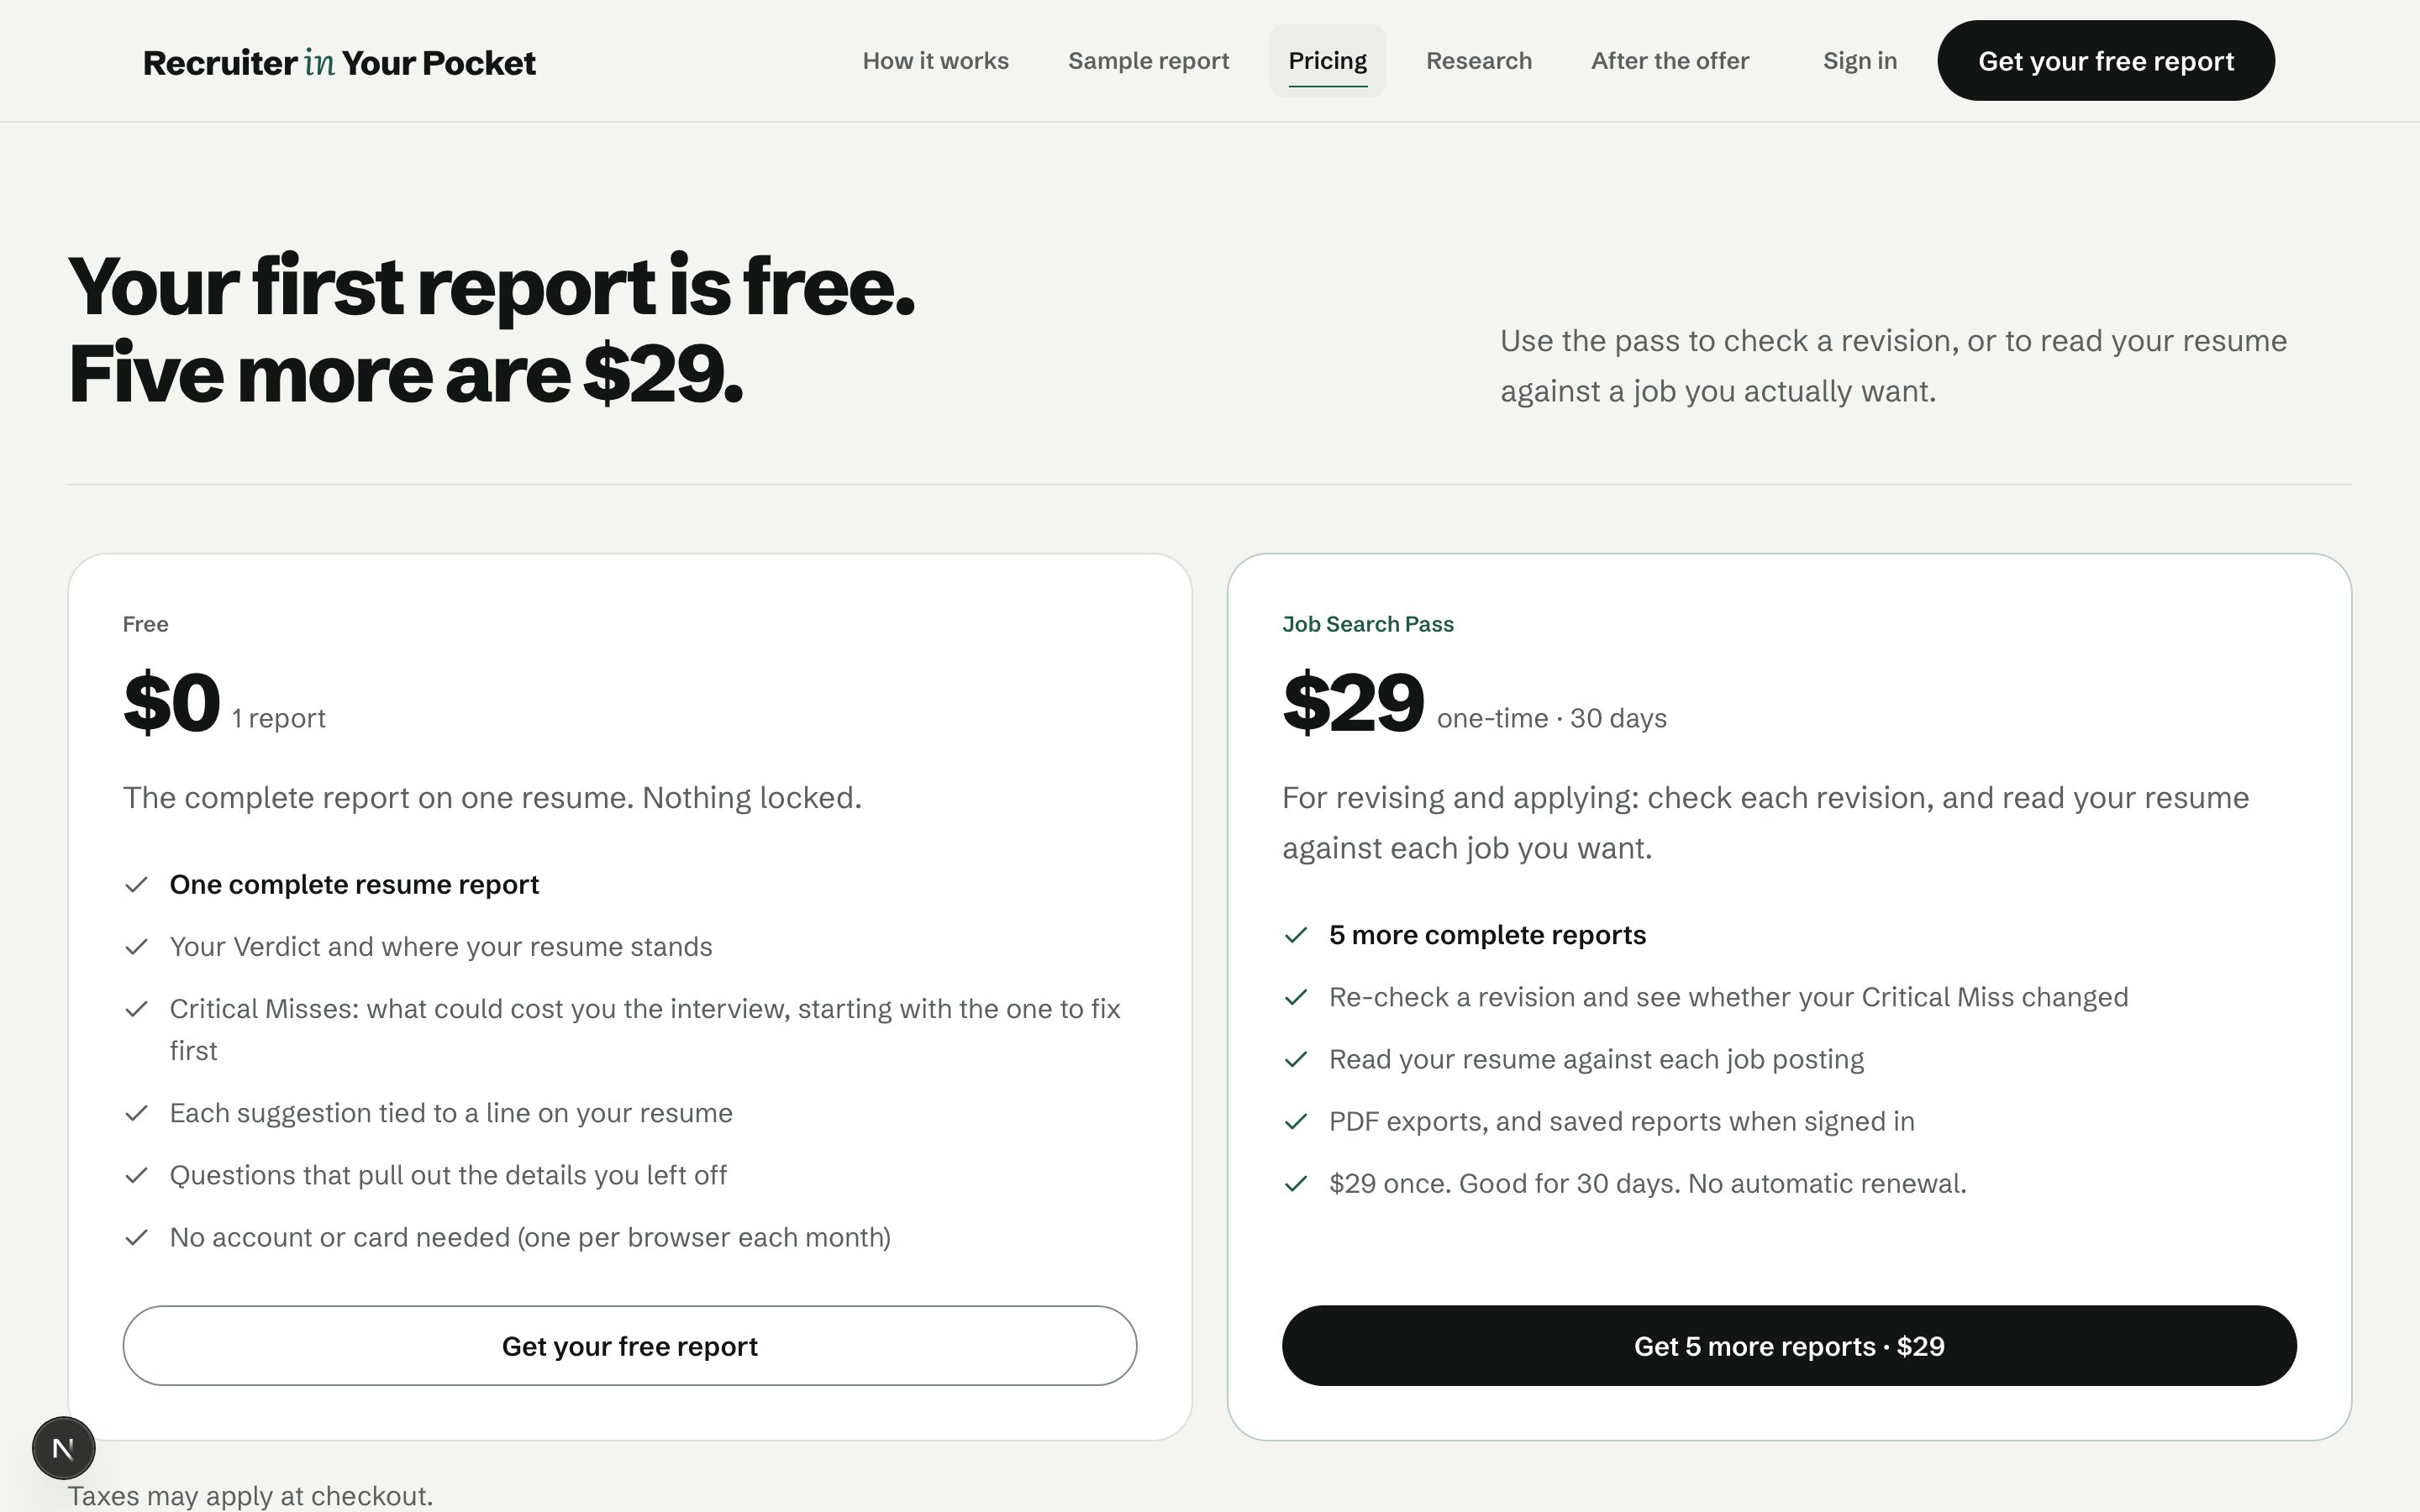 Recruiter in Your Pocket
How it works
Sample report
Pricing
Research
After the offer
Sign in
Get your free report
Your first report is free.
Five more are $29.
Use the pass to check a revision, or to read your resume
against a job you actually want.
Free
$0 1 report
The complete report on one resume. Nothing locked.
One complete resume report
Your Verdict and where your resume stands
Critical Misses: what could cost you the interview, starting with the one to fix
first
Each suggestion tied to a line on your resume
Questions that pull out the details you left off
No account or card needed (one per browser each month)
Get your free report
Job Search Pass
$29 one-time · 30 days
For revising and applying: check each revision, and read your resume
against each job you want.
5 more complete reports
Re-check a revision and see whether your Critical Miss changed
Read your resume against each job posting
PDF exports, and saved reports when signed in
$29 once. Good for 30 days. No automatic renewal.
Get 5 more reports · $29
N
Taxes may apply at checkout.